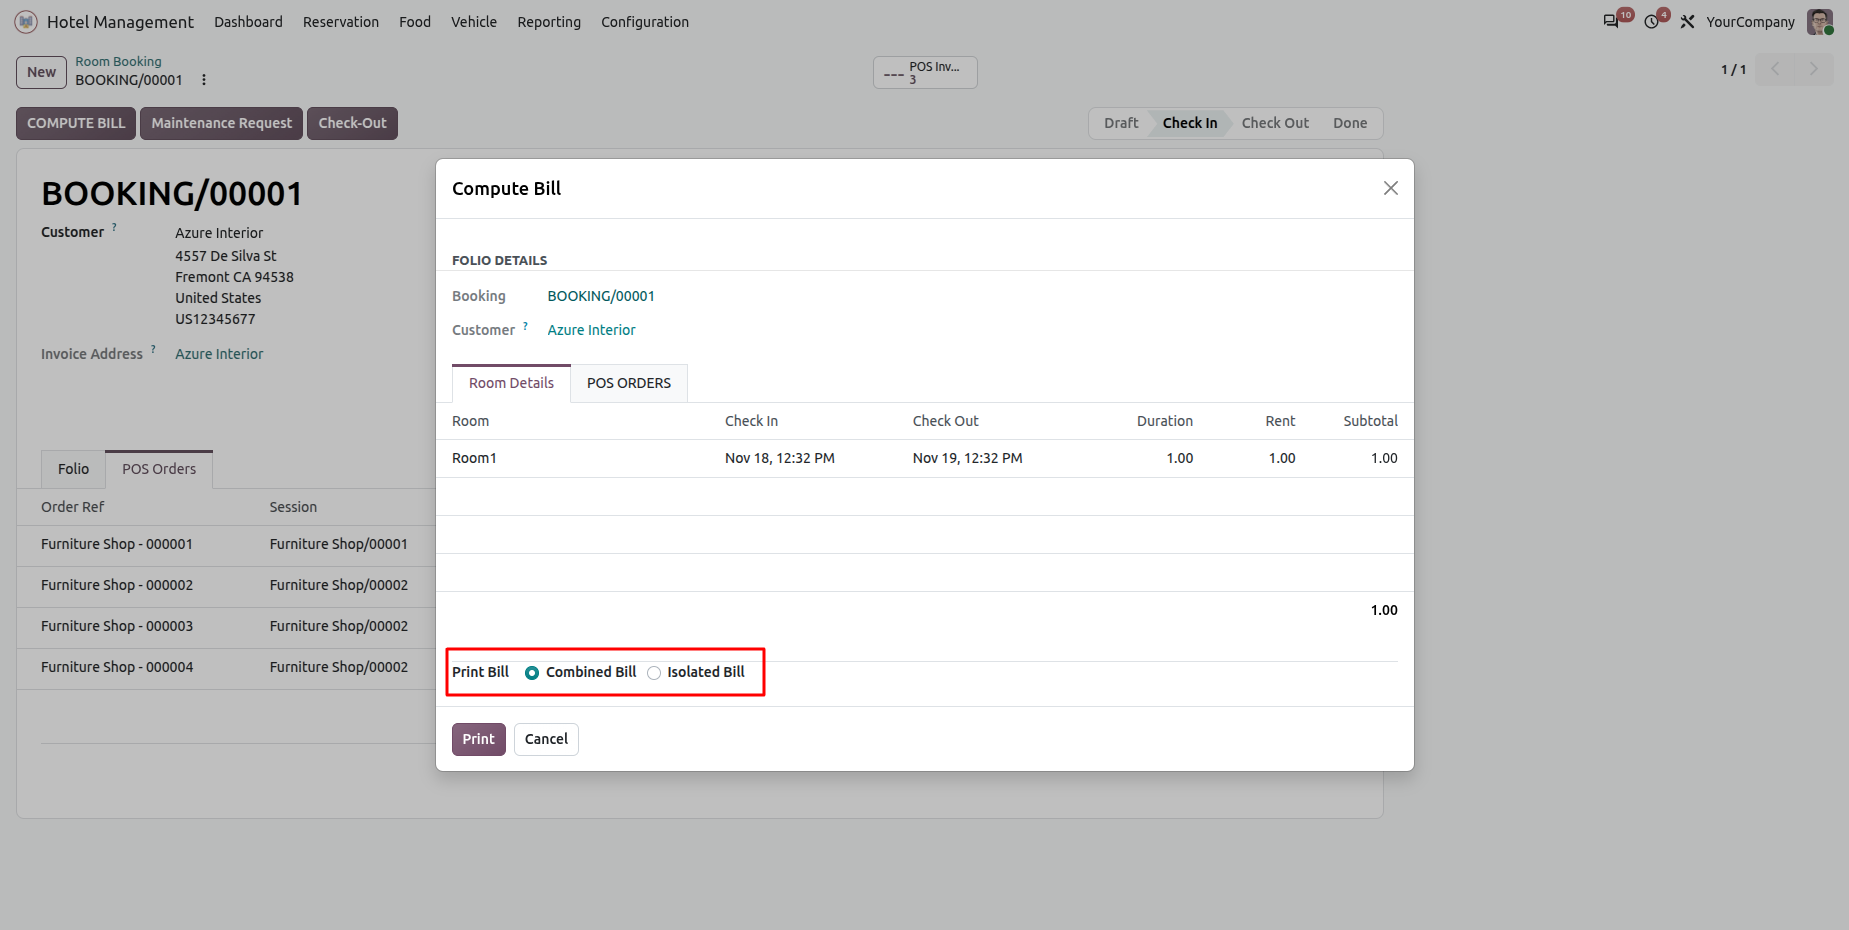 Hotel Management Dashboard Reservation Food Vehicle Reporting Configuration 10 4 YourCompany
New
Room Booking
BOOKING/00001
POS Inv...
3
1 / 1
COMPUTE BILL Maintenance Request Check-Out
Draft Check In Check Out Done
BOOKING/00001
Customer ? Azure Interior
4557 De Silva St
Fremont CA 94538
United States
US12345677
Invoice Address ? Azure Interior
Folio POS Orders
Order Ref Session
Furniture Shop - 000001 Furniture Shop/00001
Furniture Shop - 000002 Furniture Shop/00002
Furniture Shop - 000003 Furniture Shop/00002
Furniture Shop - 000004 Furniture Shop/00002
Compute Bill
FOLIO DETAILS
Booking BOOKING/00001
Customer ? Azure Interior
Room Details POS ORDERS
Room Check In Check Out Duration Rent Subtotal
Room1 Nov 18, 12:32 PM Nov 19, 12:32 PM 1.00 1.00 1.00
1.00
Print Bill Combined Bill Isolated Bill
Print Cancel